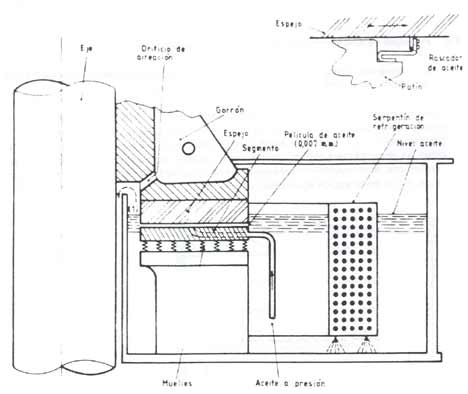 Espejo
Rascador
de aceite
Patín
Eje
Orificio de
aireación
Gorrón
Espejo
Segmento
Película de aceite
(0,007 m.m.)
Serpentín de
refrigeración
Nivel aceite
Muelles
Aceite a presión